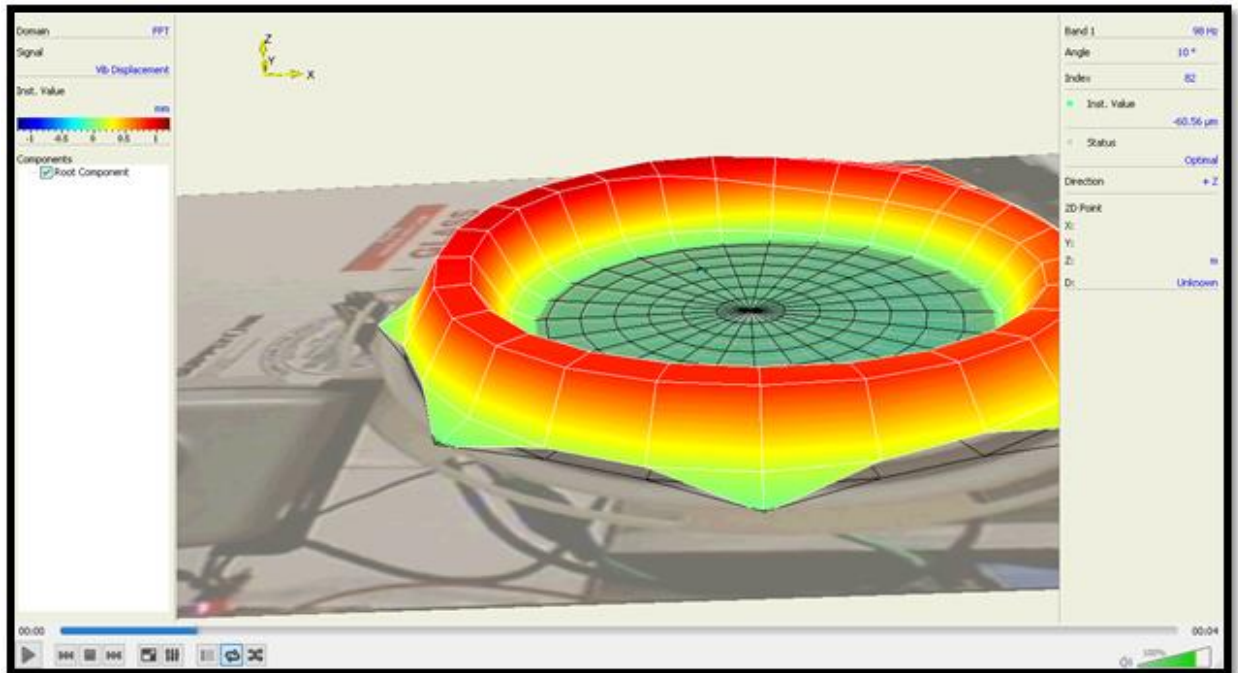 Domain FFT
Signal
Vib Displacement
Inst. Value
mm
-1 -0.5 0 0.5 1
Components
Root Component
Z
Y
X
GLASS
Band 1 98 Hz
Angle 10 °
Index 82
Inst. Value
-60.56 µm
Status
Optimal
Direction + Z
2D Point
X:
Y:
Z: m
D: Unknown
00:00 00:04
100%